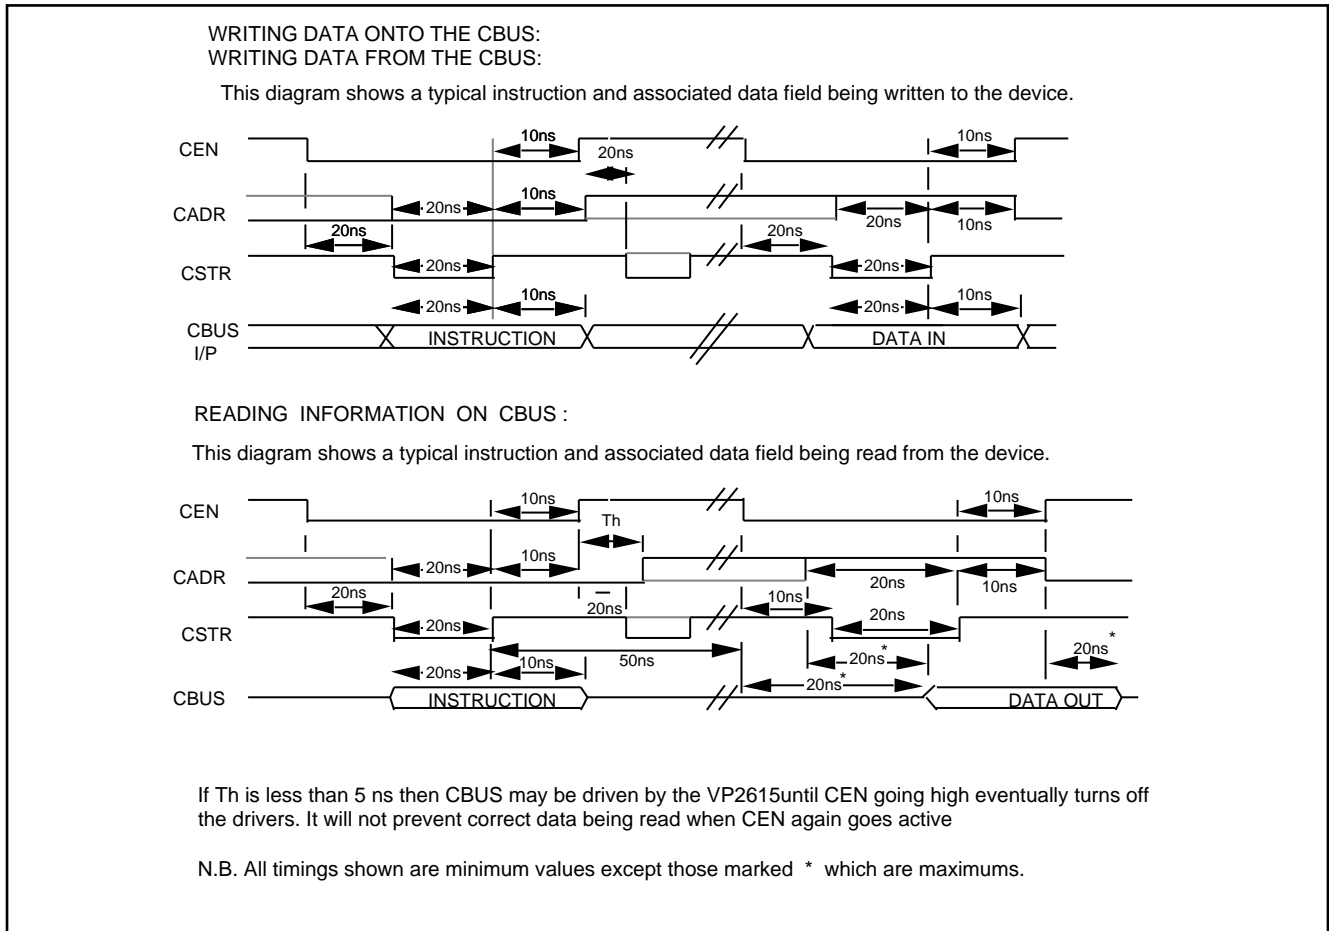 WRITING DATA ONTO THE CBUS:
WRITING DATA FROM THE CBUS:
This diagram shows a typical instruction and associated data field being written to the device.
CEN
10ns
20ns
10ns
CADR
20ns
10ns
20ns
10ns
20ns
20ns
CSTR
20ns
20ns
20ns
10ns
20ns
10ns
CBUS
I/P
INSTRUCTION
DATA IN
READING INFORMATION ON CBUS :
This diagram shows a typical instruction and associated data field being read from the device.
CEN
10ns
Th
10ns
CADR
20ns
10ns
20ns
10ns
20ns
20ns
10ns
CSTR
20ns
20ns
50ns
20ns*
20ns*
20ns
10ns
20ns*
CBUS
INSTRUCTION
DATA OUT
If Th is less than 5 ns then CBUS may be driven by the VP2615until CEN going high eventually turns off
the drivers. It will not prevent correct data being read when CEN again goes active
N.B. All timings shown are minimum values except those marked * which are maximums.